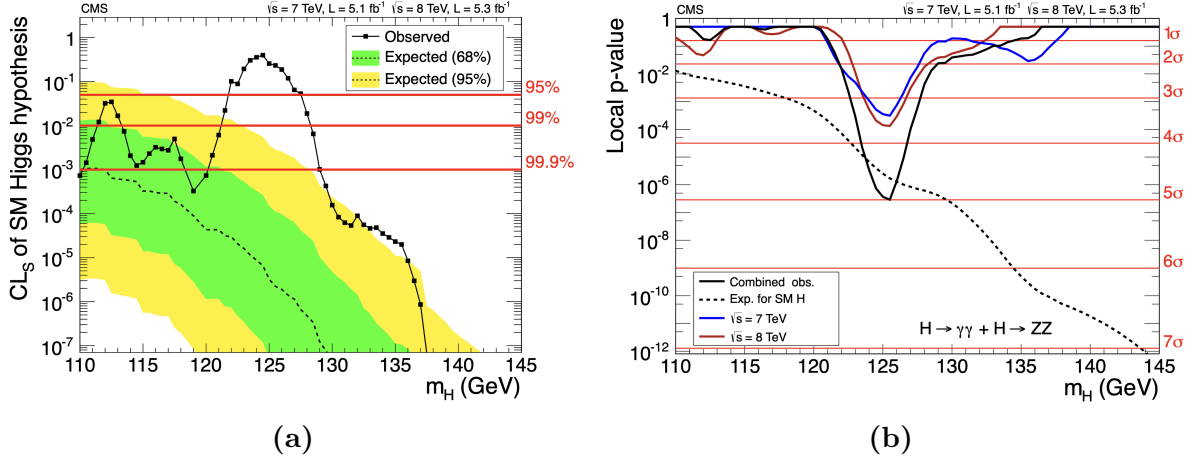 CMS √s = 7 TeV, L = 5.1 fb⁻¹ √s = 8 TeV, L = 5.3 fb⁻¹
CLS of SM Higgs hypothesis
1
10⁻¹
10⁻²
10⁻³
10⁻⁴
10⁻⁵
10⁻⁶
10⁻⁷
Observed
Expected (68%)
Expected (95%)
95%
99%
99.9%
110 115 120 125 130 135 140 145
mH (GeV)
(a)
CMS √s = 7 TeV, L = 5.1 fb⁻¹ √s = 8 TeV, L = 5.3 fb⁻¹
Local p-value
1
10⁻²
10⁻⁴
10⁻⁶
10⁻⁸
10⁻¹⁰
10⁻¹²
1σ
2σ
3σ
4σ
5σ
6σ
7σ
Combined obs.
Exp. for SM H
√s = 7 TeV
√s = 8 TeV
H → γγ + H → ZZ
110 115 120 125 130 135 140 145
mH (GeV)
(b)